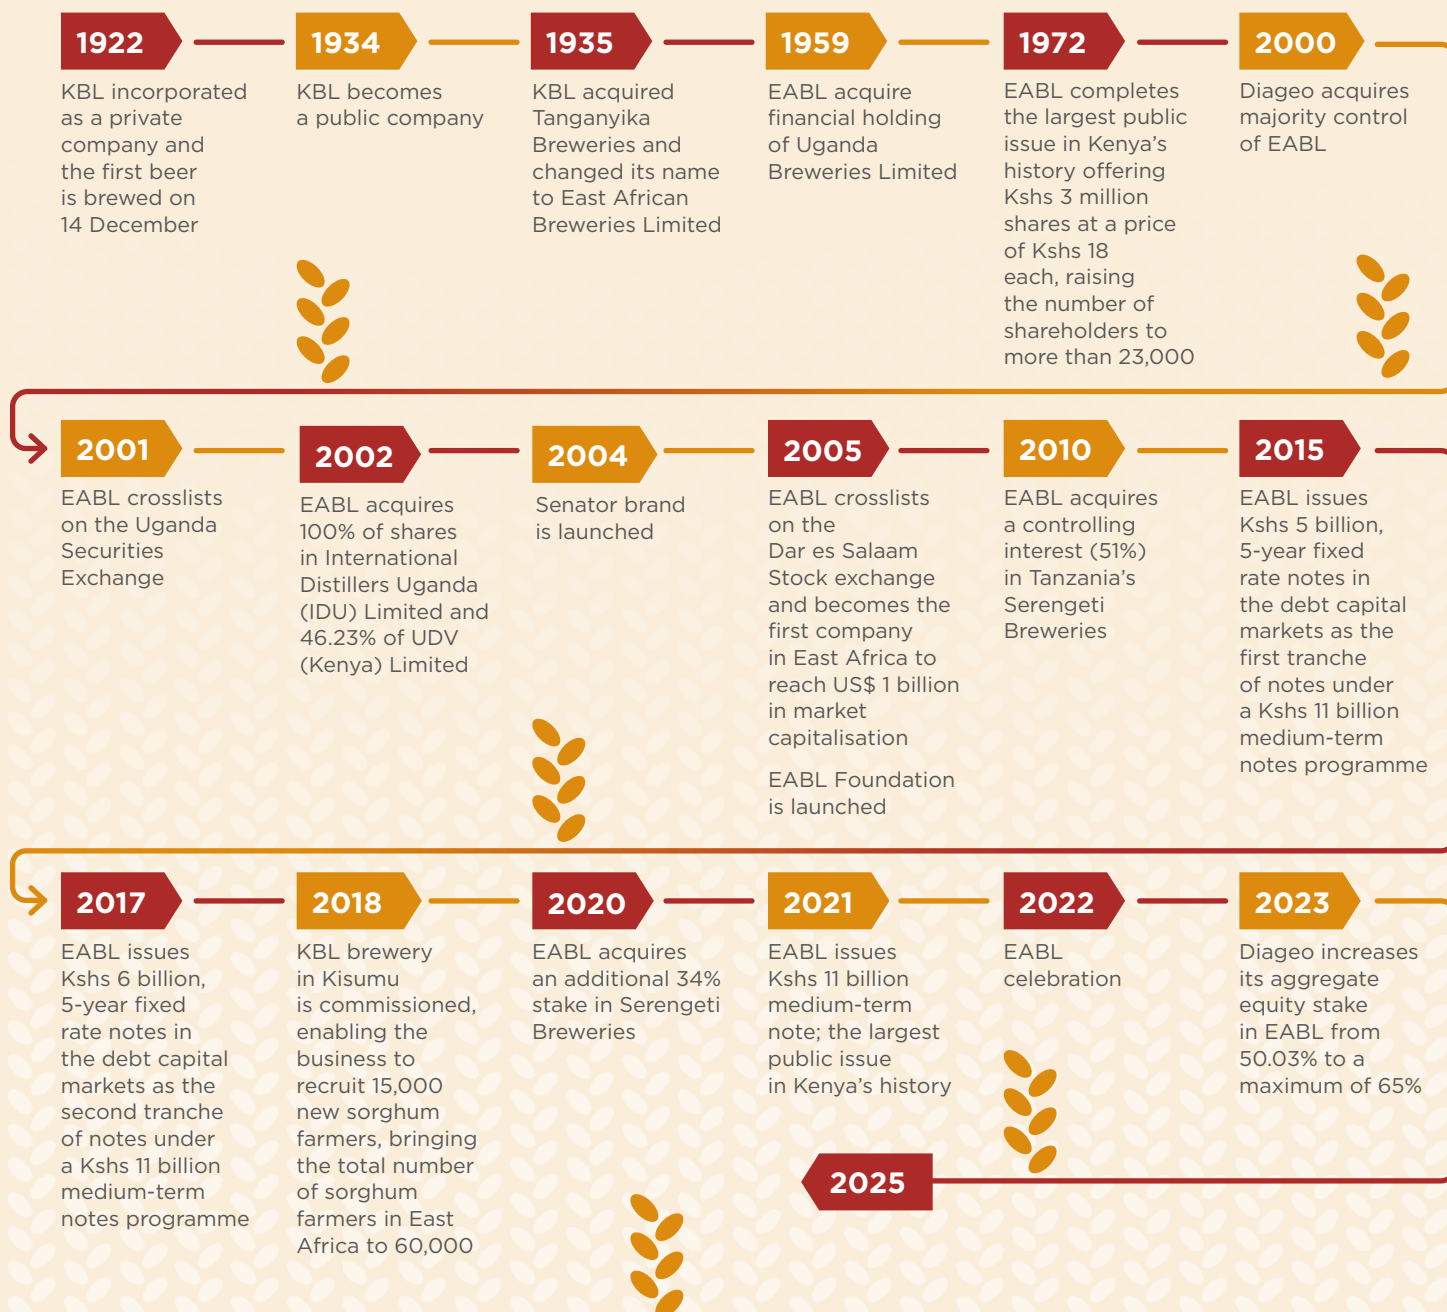 1922
KBL incorporated
as a private
company and
the first beer
is brewed on
14 December
1934
KBL becomes
a public company
1935
KBL acquired
Tanganyika
Breweries and
changed its name
to East African
Breweries Limited
1959
EABL acquire
financial holding
of Uganda
Breweries Limited
1972
EABL completes
the largest public
issue in Kenya's
history offering
Kshs 3 million
shares at a price
of Kshs 18
each, raising
the number of
shareholders to
more than 23,000
2000
Diageo acquires
majority control
of EABL
2001
EABL crosslists
on the Uganda
Securities
Exchange
2002
EABL acquires
100% of shares
in International
Distillers Uganda
(IDU) Limited and
46.23% of UDV
(Kenya) Limited
2004
Senator brand
is launched
2005
EABL crosslists
on the
Dar es Salaam
Stock exchange
and becomes the
first company
in East Africa to
reach US$ 1 billion
in market
capitalisation
EABL Foundation
is launched
2010
EABL acquires
a controlling
interest (51%)
in Tanzania's
Serengeti
Breweries
2015
EABL issues
Kshs 5 billion,
5-year fixed
rate notes in
the debt capital
markets as the
first tranche
of notes under
a Kshs 11 billion
medium-term
notes programme
2017
EABL issues
Kshs 6 billion,
5-year fixed
rate notes in
the debt capital
markets as the
second tranche
of notes under
a Kshs 11 billion
medium-term
notes programme
2018
KBL brewery
in Kisumu
is commissioned,
enabling the
business to
recruit 15,000
new sorghum
farmers, bringing
the total number
of sorghum
farmers in East
Africa to 60,000
2020
EABL acquires
an additional 34%
stake in Serengeti
Breweries
2021
EABL issues
Kshs 11 billion
medium-term
note; the largest
public issue
in Kenya's history
2022
EABL
celebration
2023
Diageo increases
its aggregate
equity stake
in EABL from
50.03% to a
maximum of 65%
2025